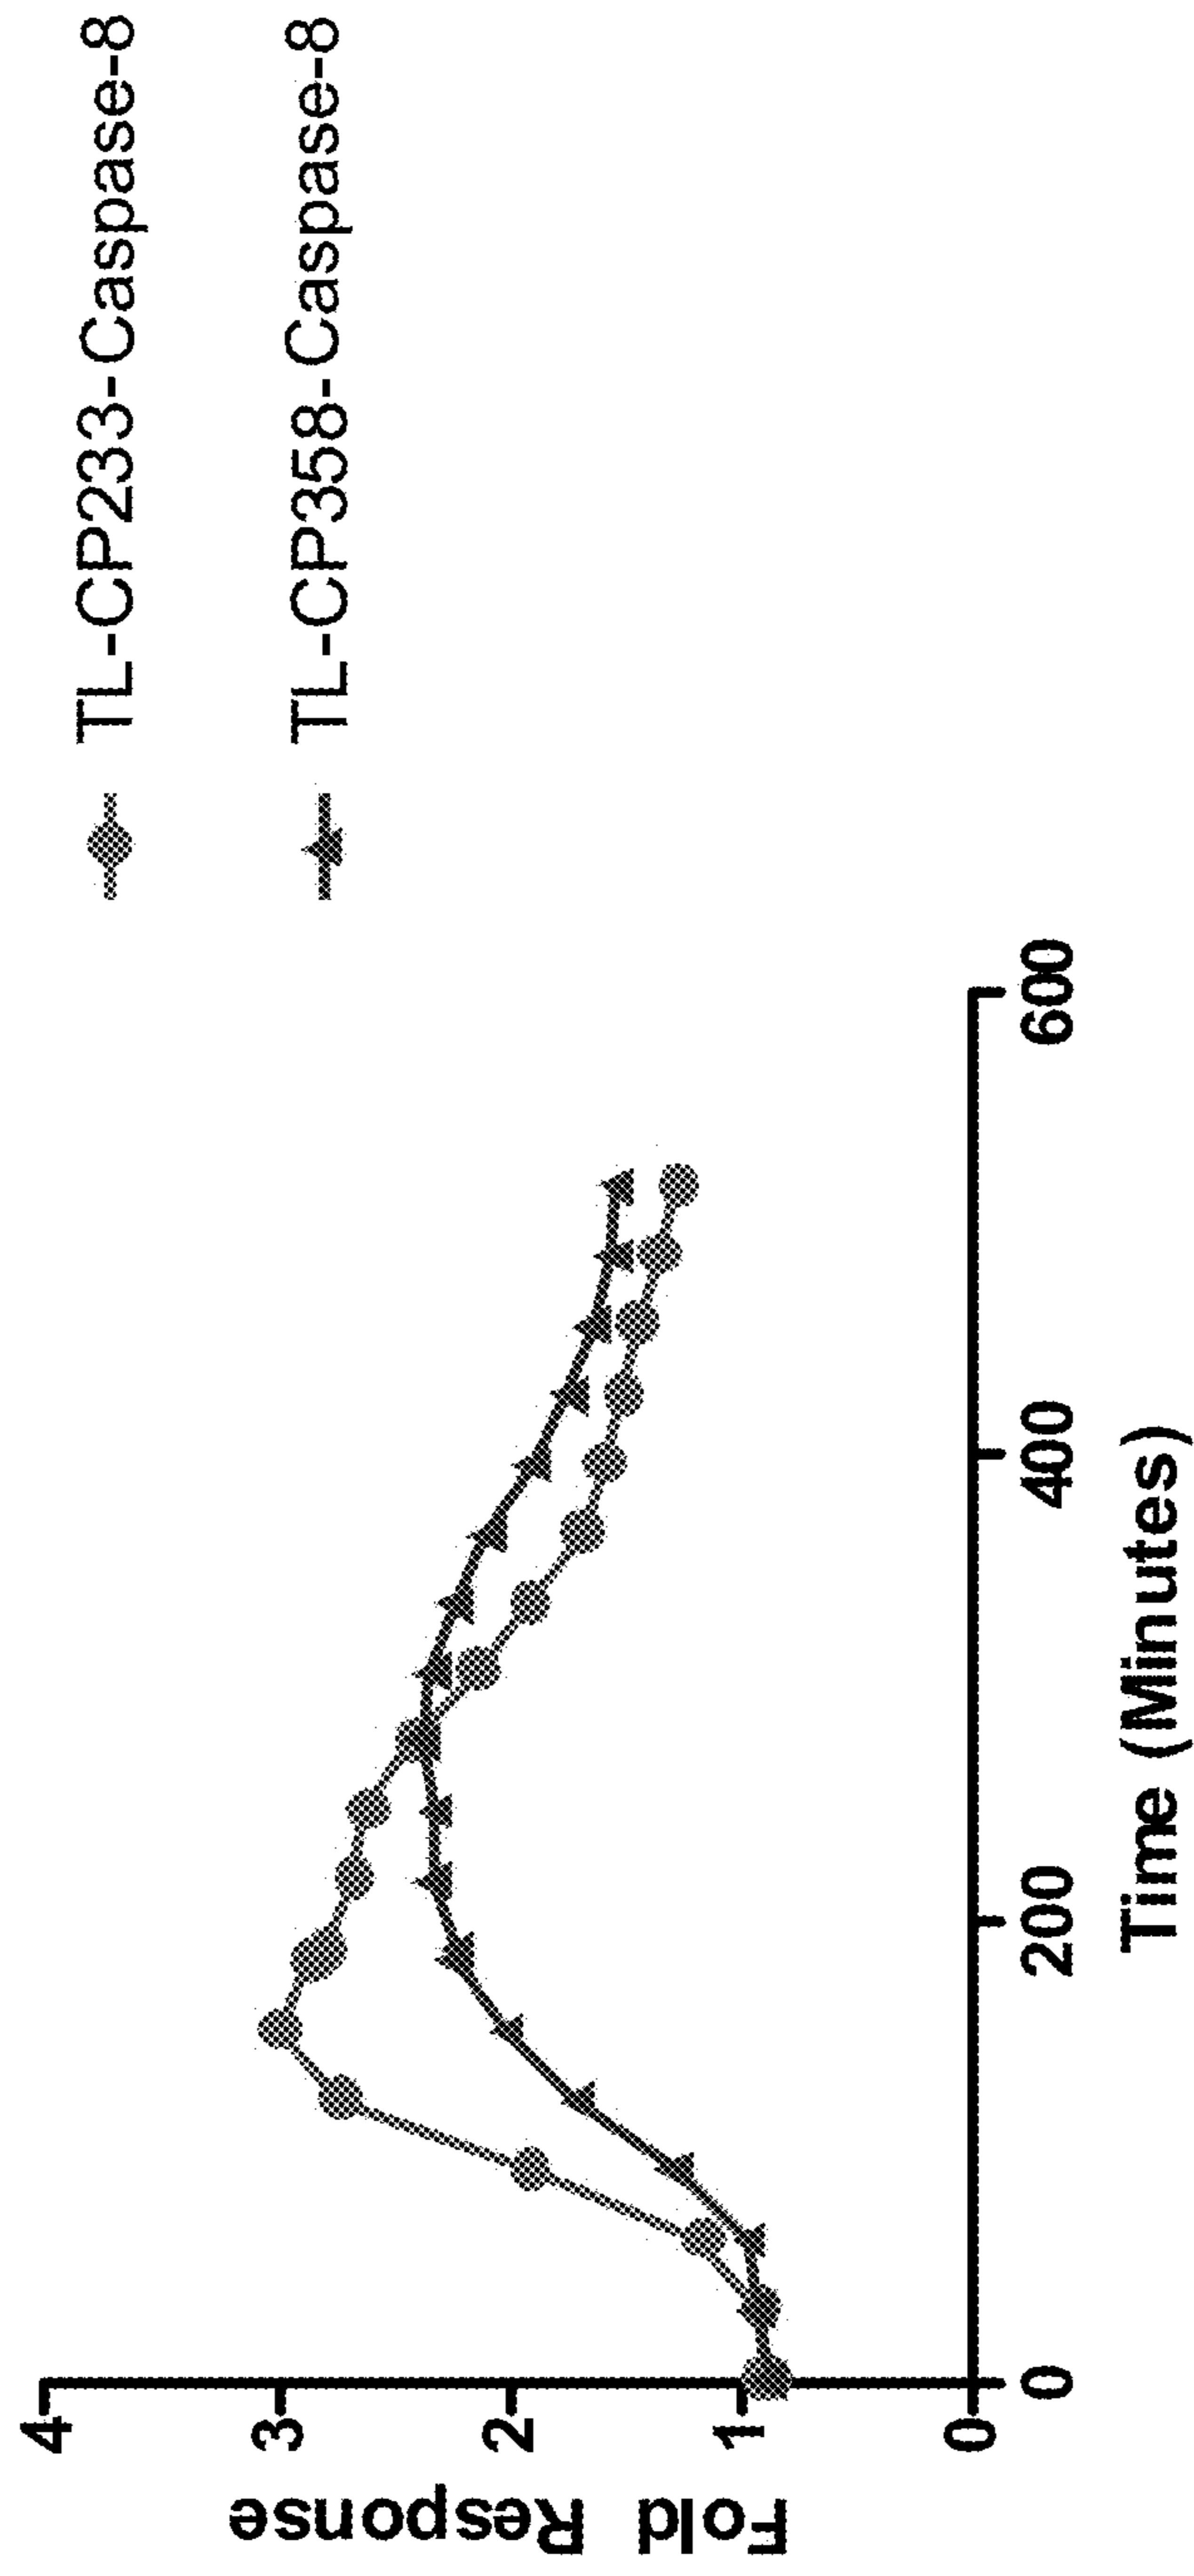 TL-CP233-Caspase-8
TL-CP358-Caspase-8
Fold Response
4
3
2
1
0
0
200
400
600
Time (Minutes)